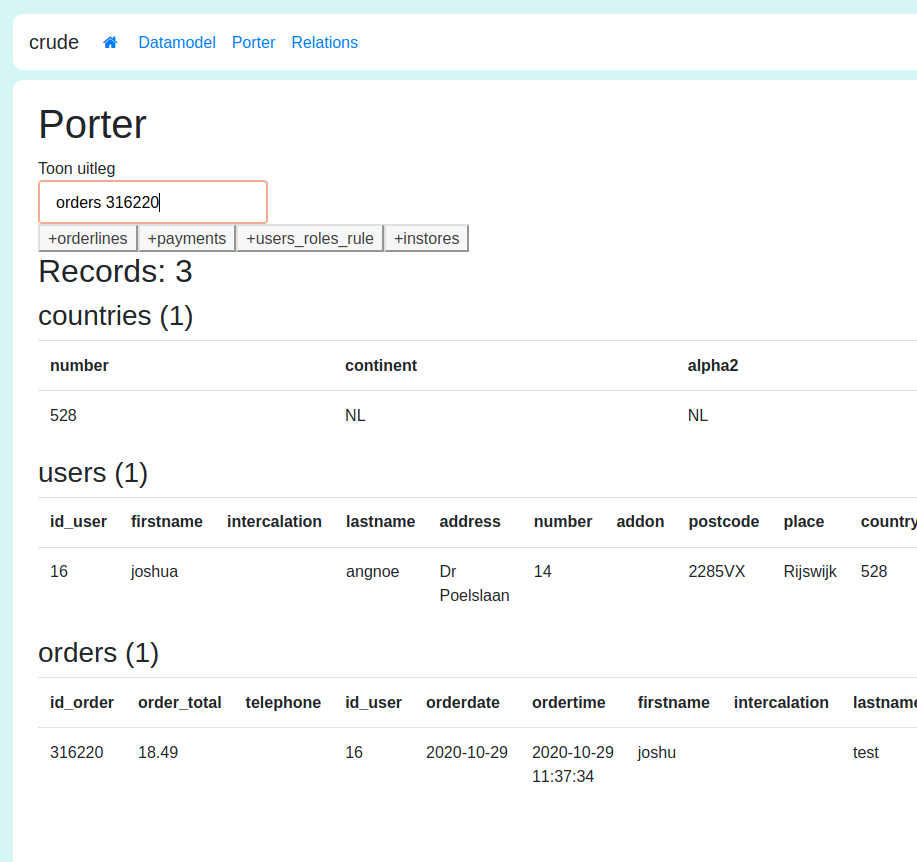 crude Datamodel Porter Relations
Porter
Toon uitleg
orders 316220
+orderlines +payments +users_roles_rule +instores
Records: 3
countries (1)
number continent alpha2
528 NL NL
users (1)
id_user firstname intercalation lastname address number addon postcode place country
16 joshua angnoe Dr 14 2285VX Rijswijk 528
Poelslaan
orders (1)
id_order order_total telephone id_user orderdate ordertime firstname intercalation lastname
316220 18.49 16 2020-10-29 2020-10-29 joshu test
11:37:34